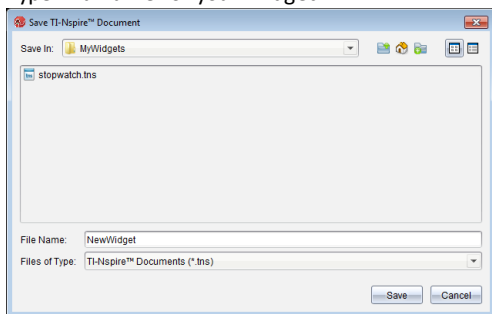 Save TI-Nspire™ Document
Save In: MyWidgets
stopwatch.tns
File Name: NewWidget
Files of Type: TI-Nspire™ Documents (*.tns)
Save Cancel